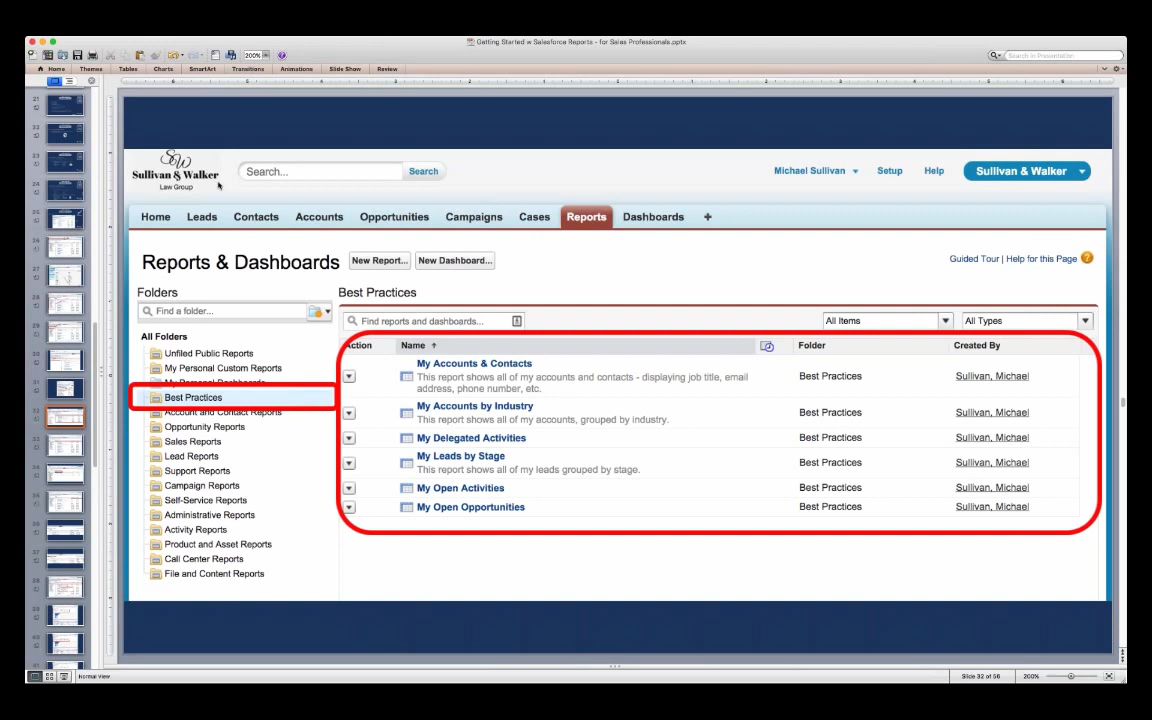 Getting Started w Salesforce Reports - for Sales Professionals.pptx
200%
Search in Presentation
Home Themes Tables Charts SmartArt Transitions Animations Slide Show Review
SW
Sullivan & Walker
Law Group
Search...
Search
Michael Sullivan
Setup
Help
Sullivan & Walker
Home Leads Contacts Accounts Opportunities Campaigns Cases Reports Dashboards +
Reports & Dashboards
New Report...
New Dashboard...
Guided Tour | Help for this Page
Folders
Find a folder...
All Folders
Unfiled Public Reports
My Personal Custom Reports
My Personal Dashboards
Best Practices
Account and Contact Reports
Opportunity Reports
Sales Reports
Lead Reports
Support Reports
Campaign Reports
Self-Service Reports
Administrative Reports
Activity Reports
Product and Asset Reports
Call Center Reports
File and Content Reports
Best Practices
Find reports and dashboards...
All Items
All Types
Action Name Folder Created By
My Accounts & Contacts
This report shows all of my accounts and contacts - displaying job title, email
address, phone number, etc.
Best Practices Sullivan, Michael
My Accounts by Industry
This report shows all of my accounts, grouped by industry.
Best Practices Sullivan, Michael
My Delegated Activities Best Practices Sullivan, Michael
My Leads by Stage
This report shows all of my leads grouped by stage.
Best Practices Sullivan, Michael
My Open Activities Best Practices Sullivan, Michael
My Open Opportunities Best Practices Sullivan, Michael
Normal View
Slide 32 of 56
200%